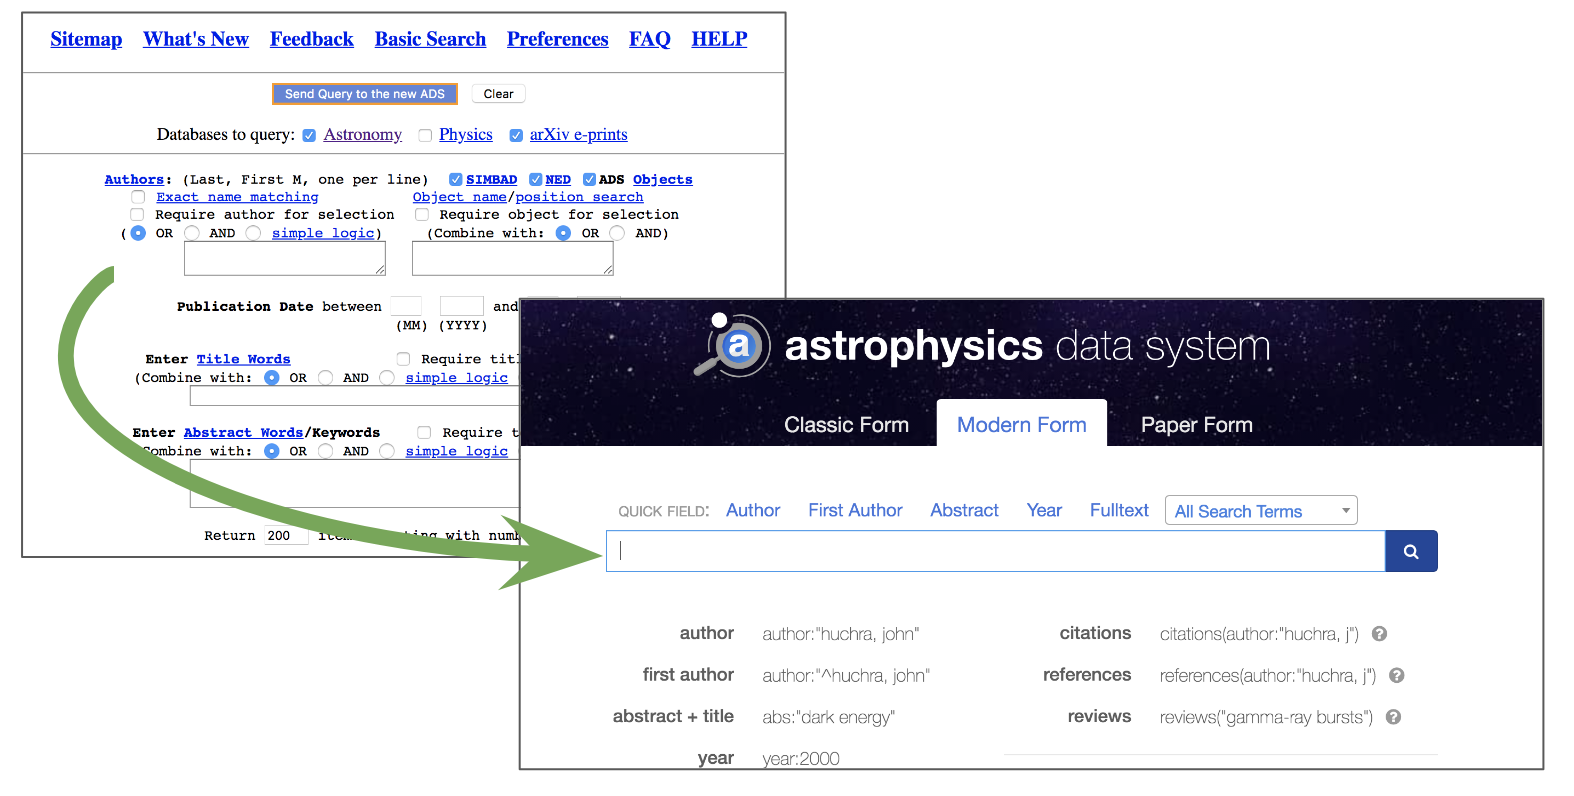 Sitemap What's New Feedback Basic Search Preferences FAQ HELP
Send Query to the new ADS Clear
Databases to query: Astronomy Physics arXiv e-prints
Authors: (Last, First M, one per line) SIMBAD NED ADS Objects
Exact name matching Object name/position search
Require author for selection Require object for selection
( OR AND simple logic) (Combine with: OR AND)
Publication Date between and
(MM) (YYYY)
Enter Title Words Require
(Combine with: OR AND simple logic
Enter Abstract Words/Keywords Require
with: OR AND simple logic
Return 200 with
a astrophysics data system
Classic Form Modern Form Paper Form
QUICK FIELD: Author First Author Abstract Year Fulltext All Search Terms
author author:"huchra, john" citations citations(author:"huchra, j") ?
first author author:"^huchra, john" references references(author:"huchra, j") ?
abstract + title abs:"dark energy" reviews reviews("gamma-ray bursts") ?
year year:2000